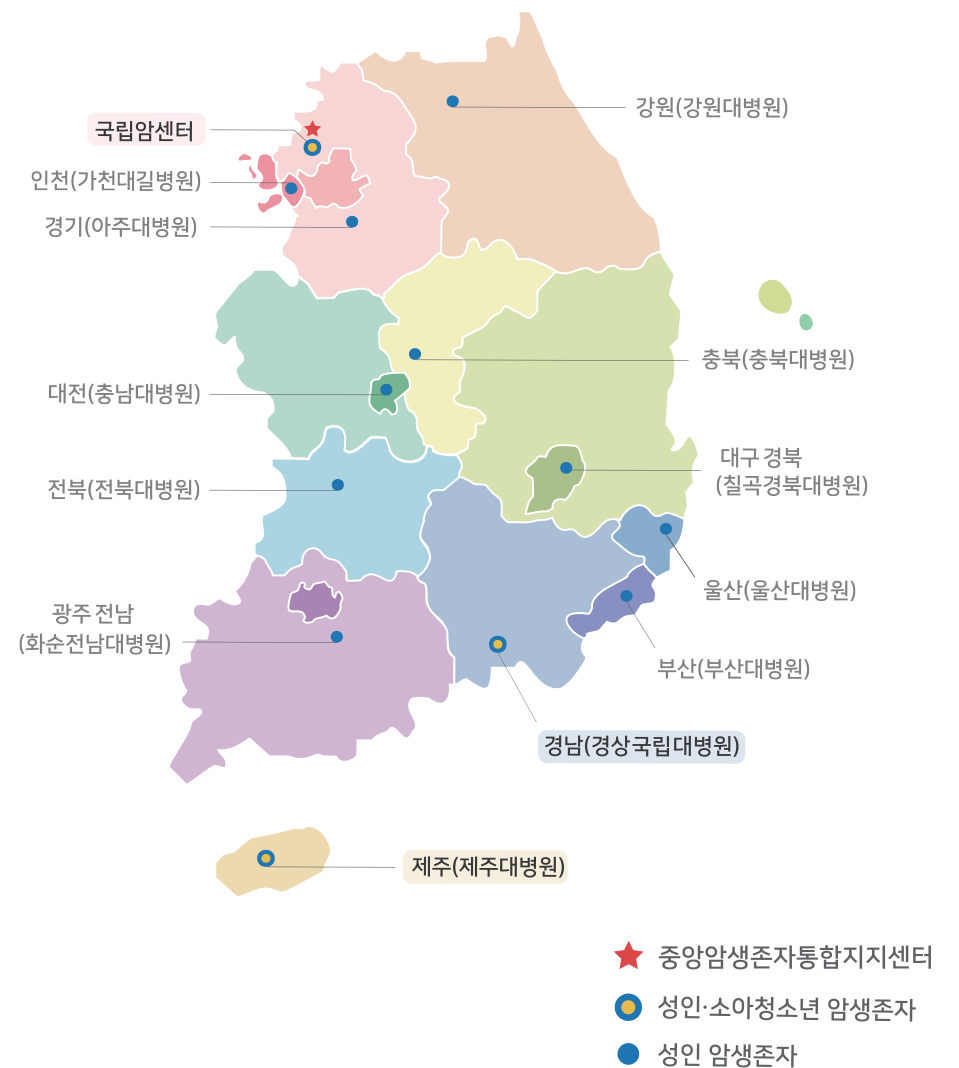 강원(강원대병원)
국립암센터
인천(가천대길병원)
경기(아주대병원)
충북(충북대병원)
대전(충남대병원)
대구 경북
(칠곡경북대병원)
전북(전북대병원)
울산(울산대병원)
광주 전남
(화순전남대병원)
부산(부산대병원)
경남(경상국립대병원)
제주(제주대병원)
중앙암생존자통합지지센터
성인·소아청소년 암생존자
성인 암생존자